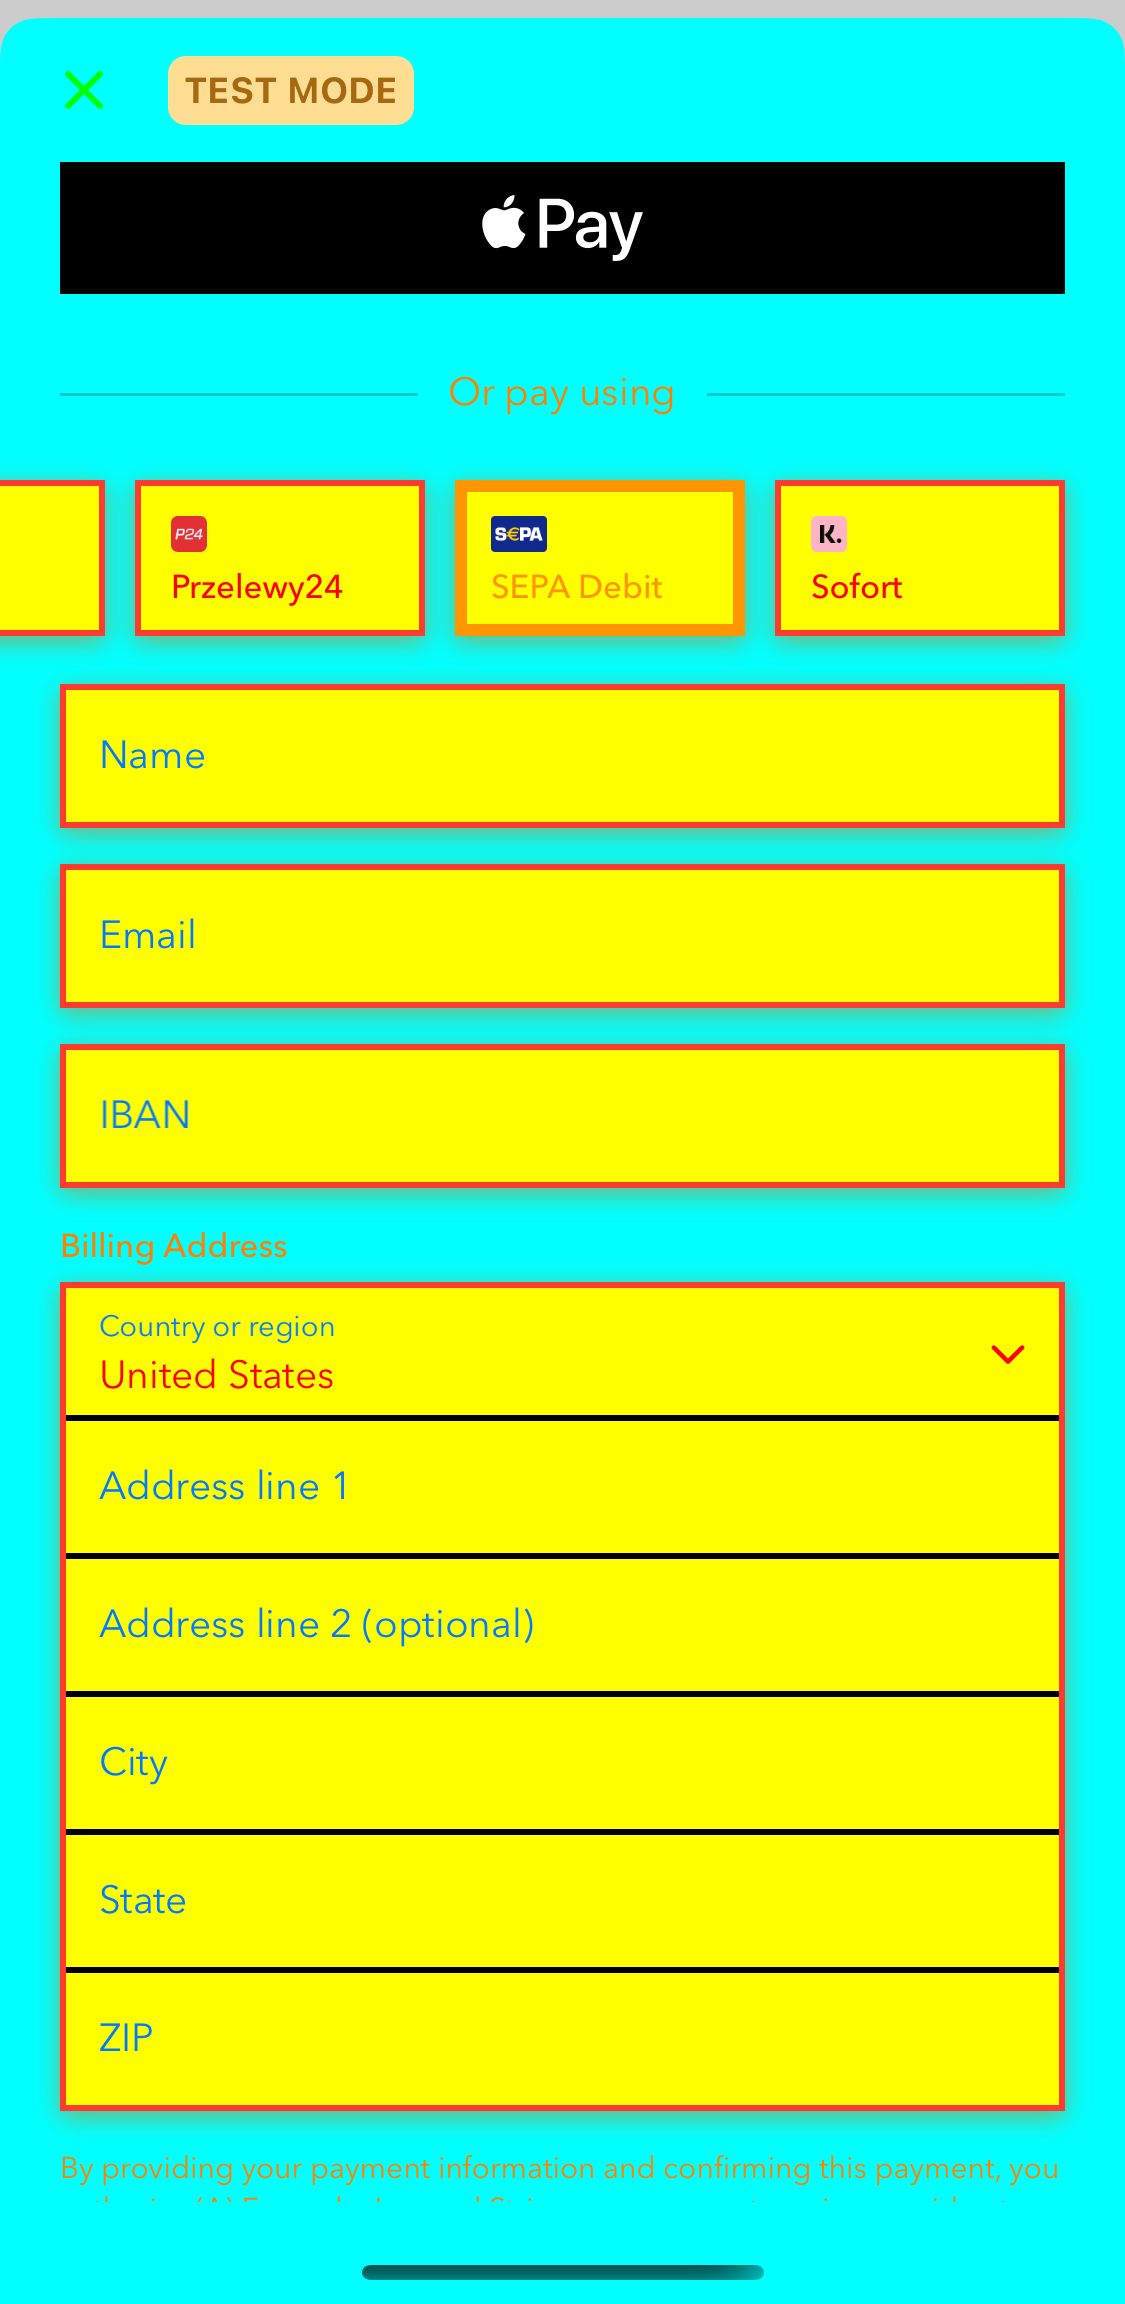 TEST MODE
Pay
Or pay using
P24
Przelewy24
S€PA
SEPA Debit
K.
Sofort
Name
Email
IBAN
Billing Address
Country or region
United States
Address line 1
Address line 2 (optional)
City
State
ZIP
By providing your payment information and confirming this payment, you